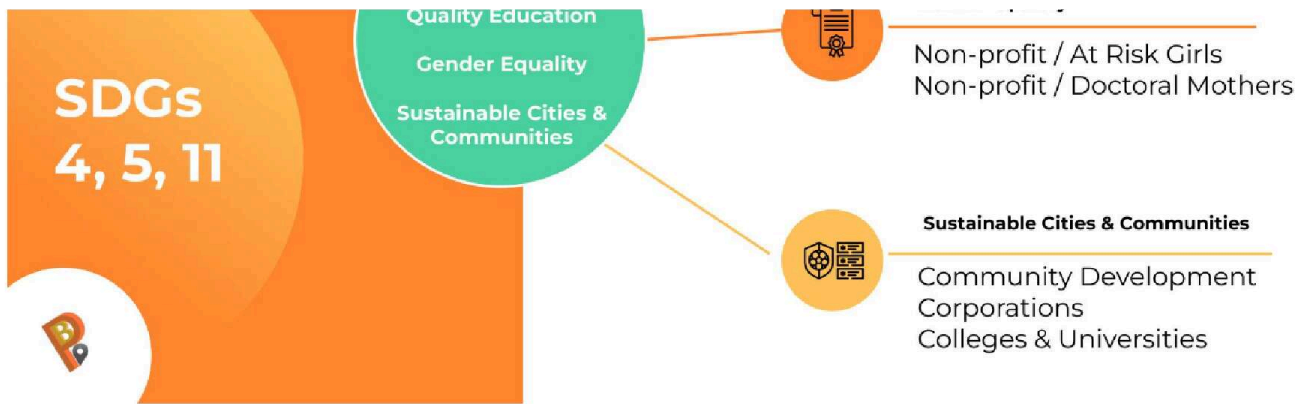 SDGs
4, 5, 11
Quality Education
Gender Equality
Sustainable Cities &
Communities
Non-profit / At Risk Girls
Non-profit / Doctoral Mothers
Sustainable Cities & Communities
Community Development
Corporations
Colleges & Universities